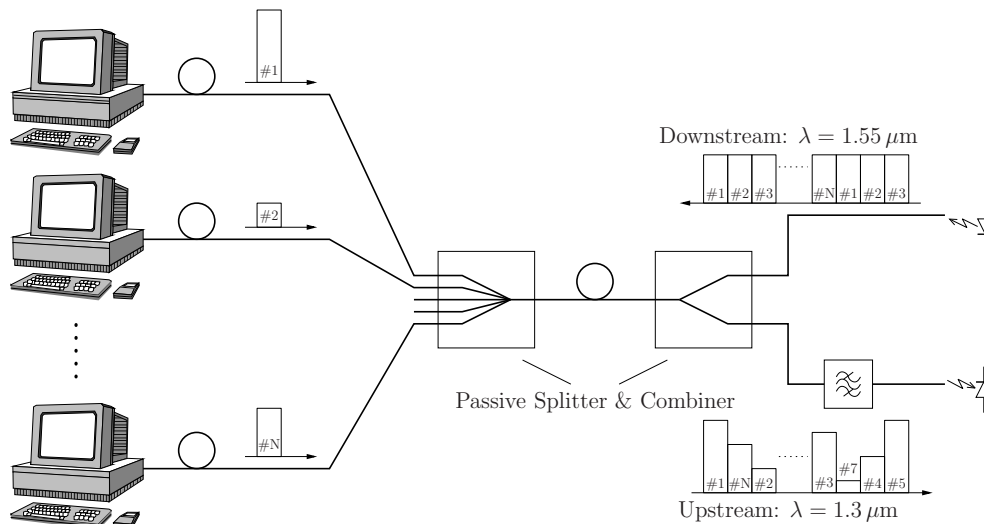 #1
Downstream: λ = 1.55 μm
#1 #2 #3 ........ #N #1 #2 #3
#2
Passive Splitter & Combiner
#N
#1 #N #2 ........ #3 #7 #4 #5
Upstream: λ = 1.3 μm